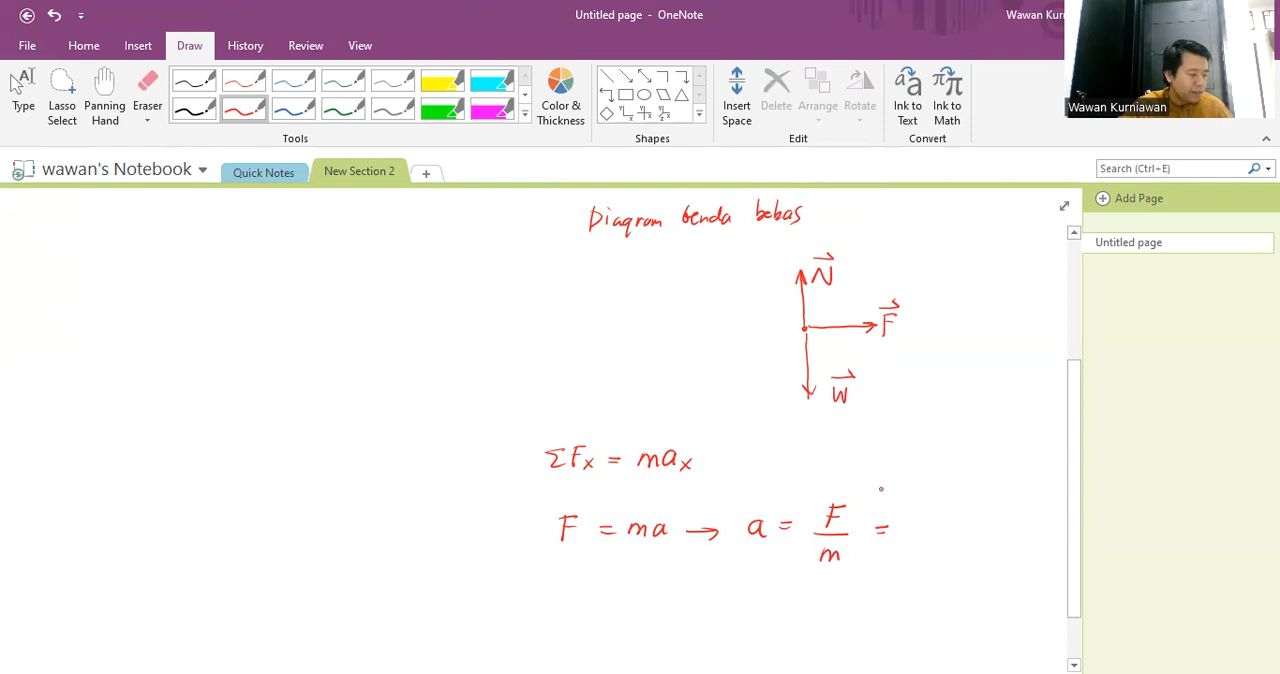 Untitled page - OneNote
Wawan Kurn
File Home Insert Draw History Review View
Type
Lasso Select
Panning Hand
Eraser
Color & Thickness
Insert Space
Delete
Arrange
Rotate
Ink to Text
Ink to Math
Tools
Shapes
Edit
Convert
Wawan Kurniawan
wawan's Notebook
Quick Notes
New Section 2
Search (Ctrl+E)
Add Page
Untitled page
Diagram benda bebas
N⃗
F⃗
W⃗
ΣFx = max
F = ma → a = F/m =